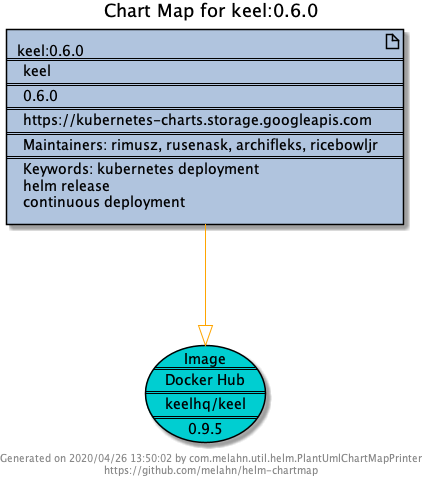 Chart Map for keel:0.6.0
keel:0.6.0
keel
0.6.0
https://kubernetes-charts.storage.googleapis.com
Maintainers: rimusz, rusenask, archifleks, ricebowljr
Keywords: kubernetes deployment
helm release
continuous deployment
Image
Docker Hub
keelhq/keel
0.9.5
Generated on 2020/04/26 13:50:02 by com.melahn.util.helm.PlantUmlChartMapPrinter
https://github.com/melahn/helm-chartmap